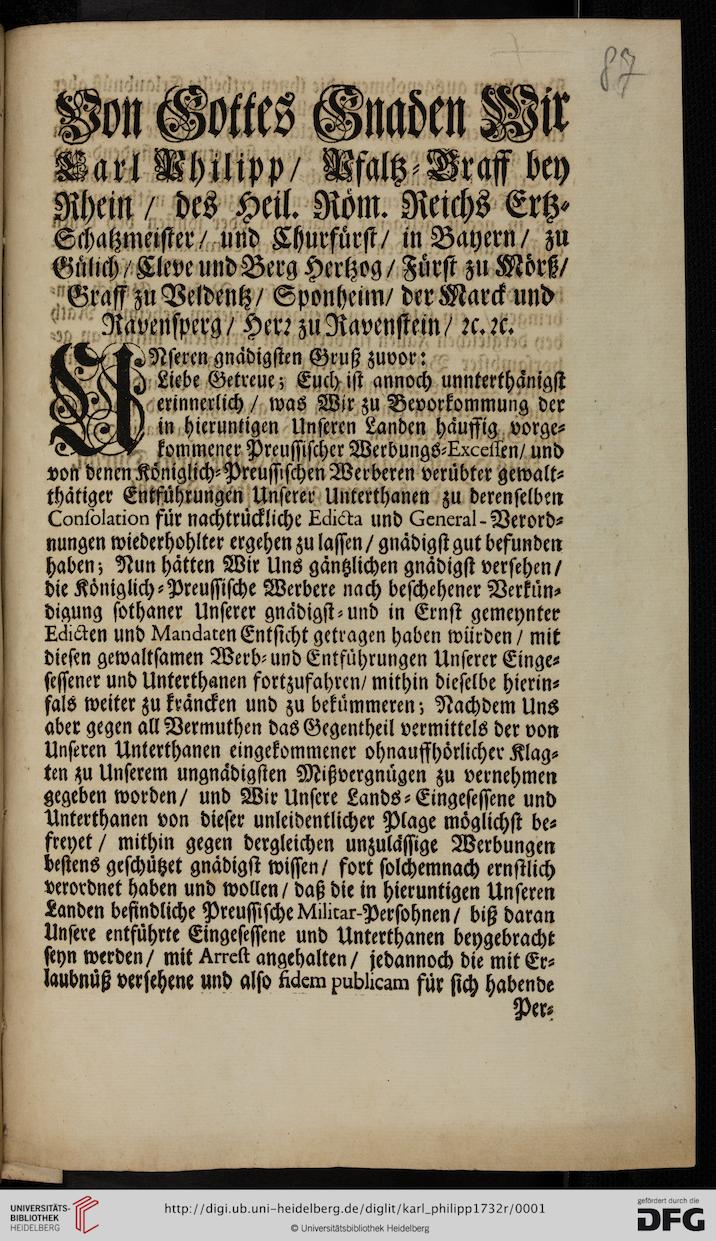 87
Von Gottes Gnaden Wir
Carl Philipp / Pfaltz-Graff bey
Rhein / des Heil. Röm. Reichs Ertz-
Schatzmeister / und Churfürst / in Bayern / zu
Gülich / Cleve und Berg Hertzog / Fürst zu Mörß /
Graff zu Veldentz / Sponheim / der Marck und
Ravensperg / Herr zu Ravenstein / ꝛc. ꝛc.
UNseren gnädigsten Gruß zuvor:
Liebe Getreue; Euch ist annoch unnterthänigst
erinnerlich / was Wir zu Bevorkommung der
in hieruntigen Unseren Landen häuffig vorge-
kommener Preussischer Werbungs-Excessen / und
von denen Königlich-Preussischen Werberen verübter gewalt-
thätiger Entführungen Unserer Unterthanen zu derenselben
Consolation für nachtrückliche Edicta und General-Verord-
nungen wiederhohlter ergehen zu lassen / gnädigst gut befunden
haben; Nun hätten Wir Uns gäntzlichen gnädigst versehen /
die Königlich-Preussische Werbere nach beschehener Verkün-
digung sothaner Unserer gnädigst- und in Ernst gemeynter
Edicten und Mandaten Entsicht getragen haben würden / mit
diesen gewaltsamen Werb- und Entführungen Unserer Einge-
sessener und Unterthanen fortzufahren / mithin dieselbe hierin-
fals weiter zu kräncken und zu bekümmeren; Nachdem Uns
aber gegen all Vermuthen das Gegentheil vermittels der von
Unseren Unterthanen eingekommener ohnauffhörlicher Klag-
ten zu Unserem ungnädigsten Mißvergnügen zu vernehmen
gegeben worden / und Wir Unsere Lands-Eingesessene und
Unterthanen von dieser unleidentlicher Plage möglichst be-
freyet / mithin gegen dergleichen unzulässige Werbungen
bestens geschützet gnädigst wissen / fort solchemnach ernstlich
verordnet haben und wollen / daß die in hieruntigen Unseren
Landen befindliche Preussische Militar-Persohnen / biß daran
Unsere entführte Eingesessene und Unterthanen beygebracht
seyn werden / mit Arrest angehalten / jedannoch die mit Er-
laubnüß versehene und also fidem publicam für sich habende
Per-
UNIVERSITÄTS-
BIBLIOTHEK
HEIDELBERG
http://digi.ub.uni-heidelberg.de/diglit/karl_philipp1732r/0001
© Universitätsbibliothek Heidelberg
gefördert durch die
DFG